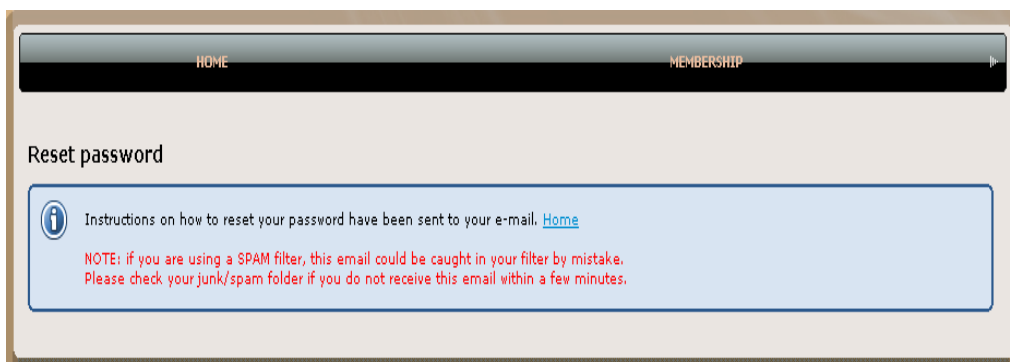 HOME
MEMBERSHIP
Reset password
Instructions on how to reset your password have been sent to your e-mail. Home
NOTE: if you are using a SPAM filter, this email could be caught in your filter by mistake.
Please check your junk/spam folder if you do not receive this email within a few minutes.